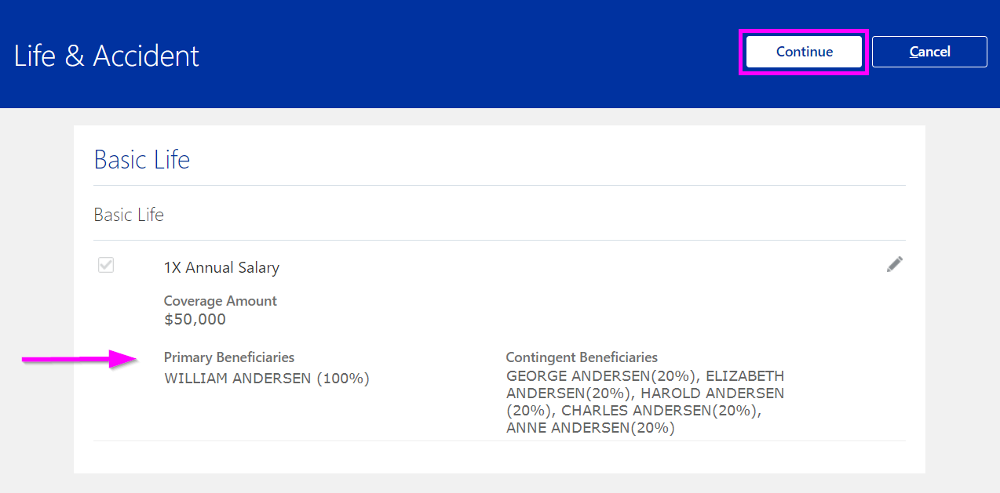 Life & Accident
Continue
Cancel
Basic Life
Basic Life
1X Annual Salary
Coverage Amount
$50,000
Primary Beneficiaries
WILLIAM ANDERSEN (100%)
Contingent Beneficiaries
GEORGE ANDERSEN(20%), ELIZABETH
ANDERSEN(20%), HAROLD ANDERSEN
(20%), CHARLES ANDERSEN(20%),
ANNE ANDERSEN(20%)